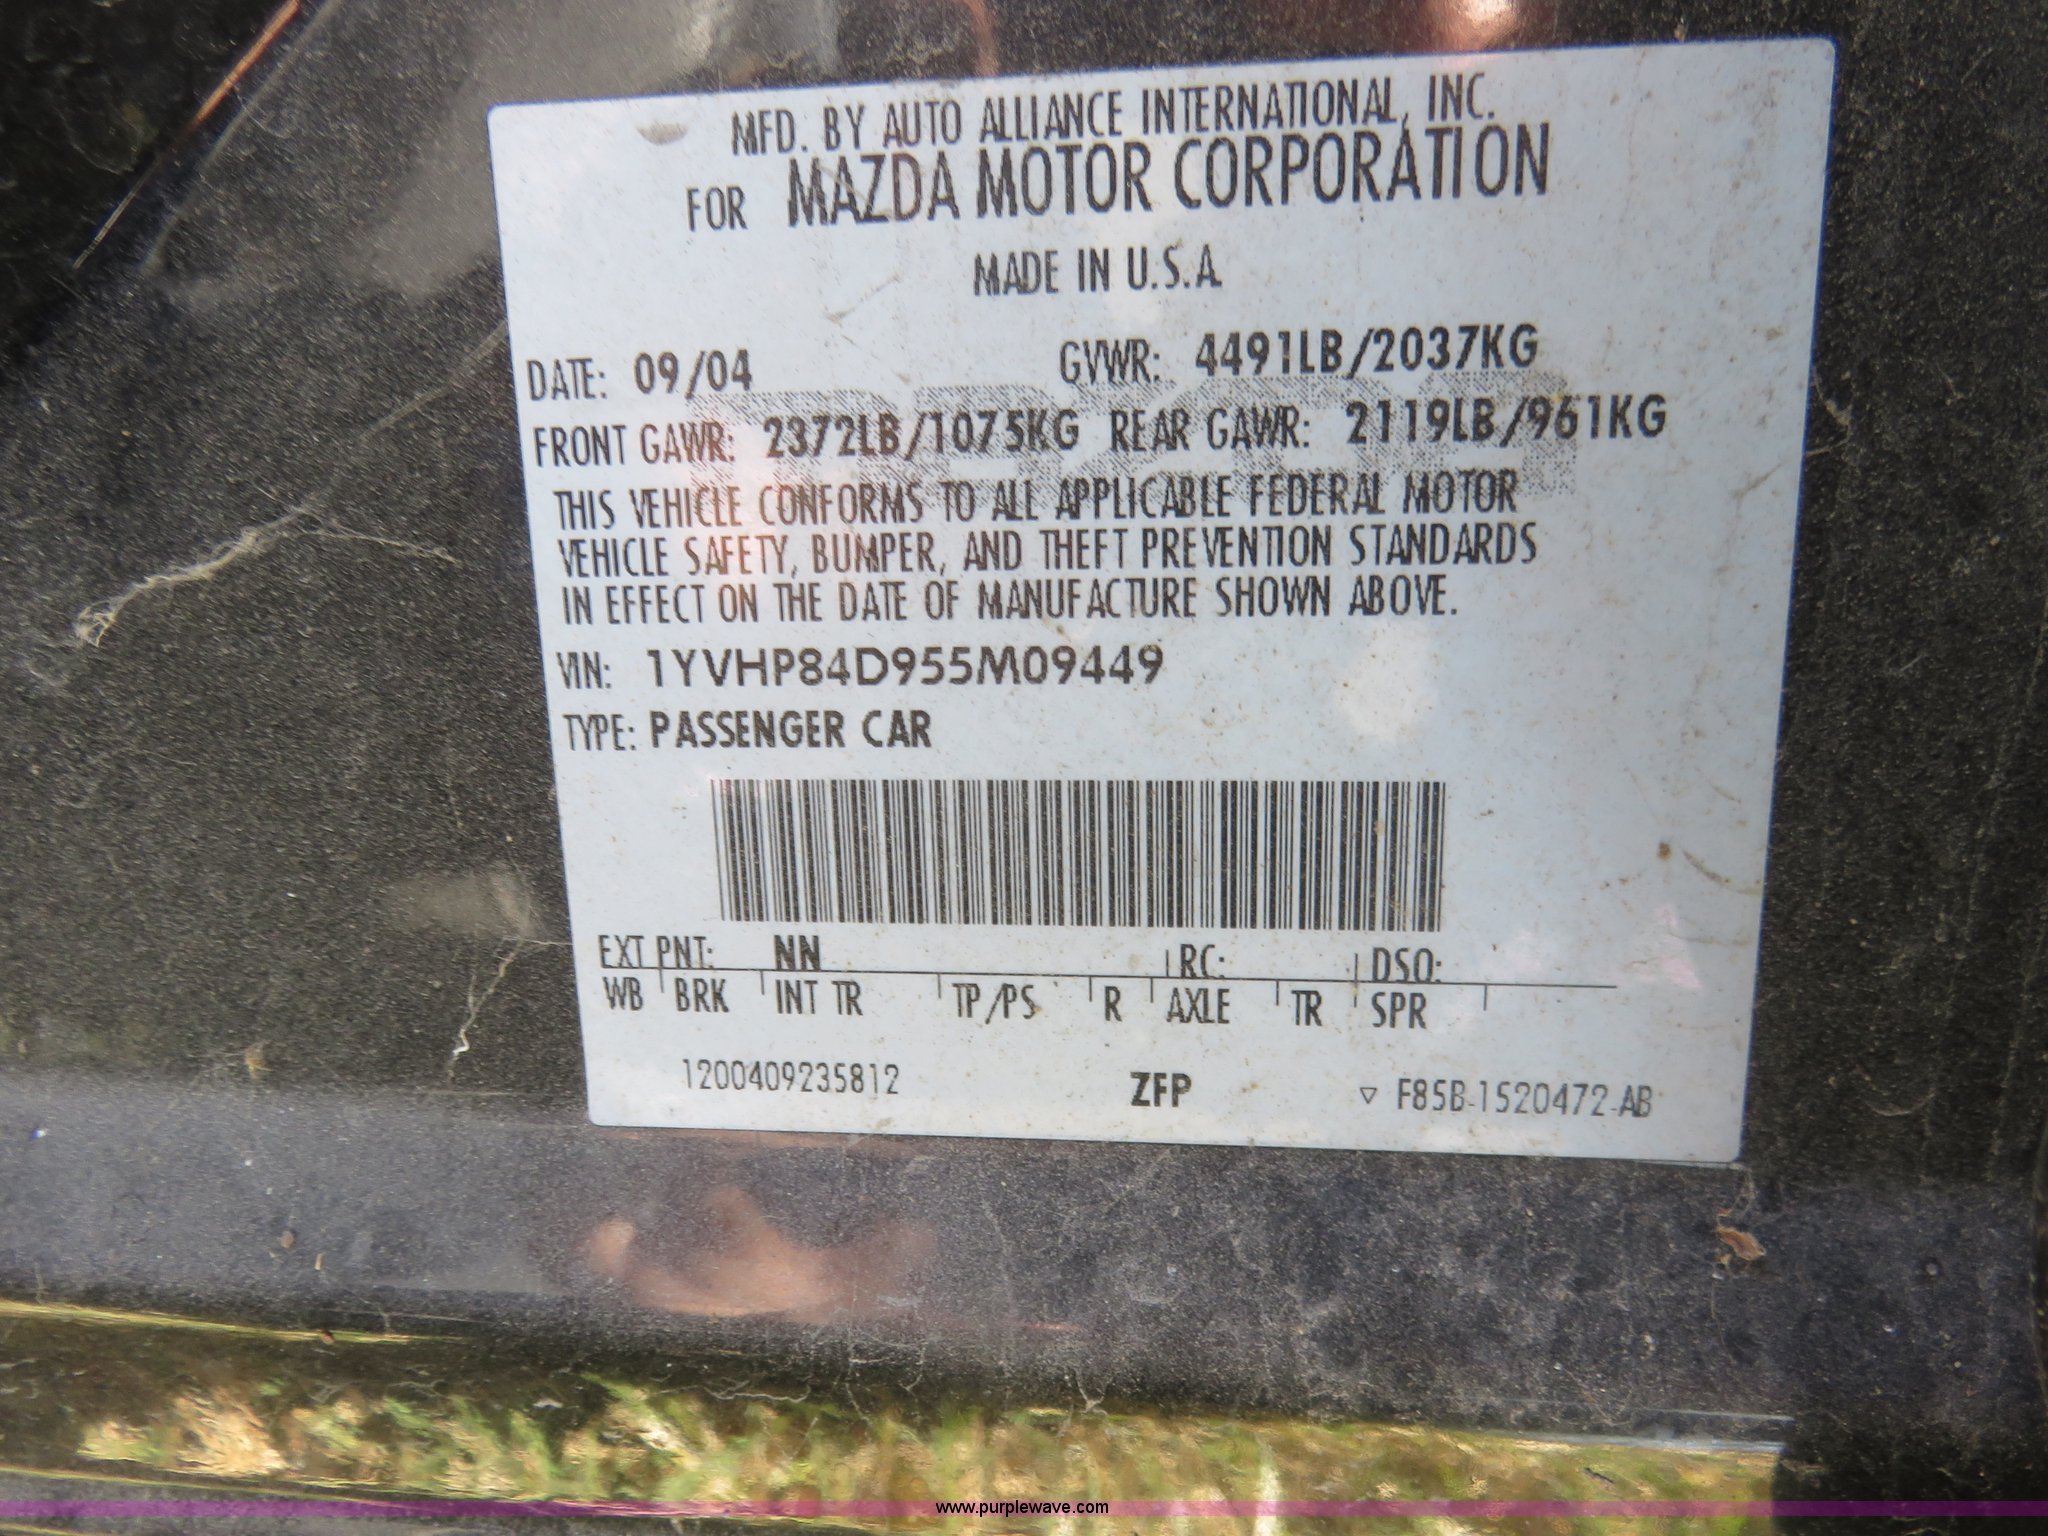 MFD. BY AUTO ALLIANCE INTERNATIONAL, INC.
FOR MAZDA MOTOR CORPORATION
MADE IN U.S.A.
DATE: 09/04 GVWR: 4491LB/2037KG
FRONT GAWR: 2372LB/1075KG REAR GAWR: 2119LB/961KG
THIS VEHICLE CONFORMS TO ALL APPLICABLE FEDERAL MOTOR
VEHICLE SAFETY, BUMPER, AND THEFT PREVENTION STANDARDS
IN EFFECT ON THE DATE OF MANUFACTURE SHOWN ABOVE.
VIN: 1YVHP84D955M09449
TYPE: PASSENGER CAR
EXT PNT: NN RC: DSO:
WB BRK INT TR TP/PS R AXLE TR SPR
1200409235812 ZFP ▽ F85B-1520472-AB
www.purplewave.com